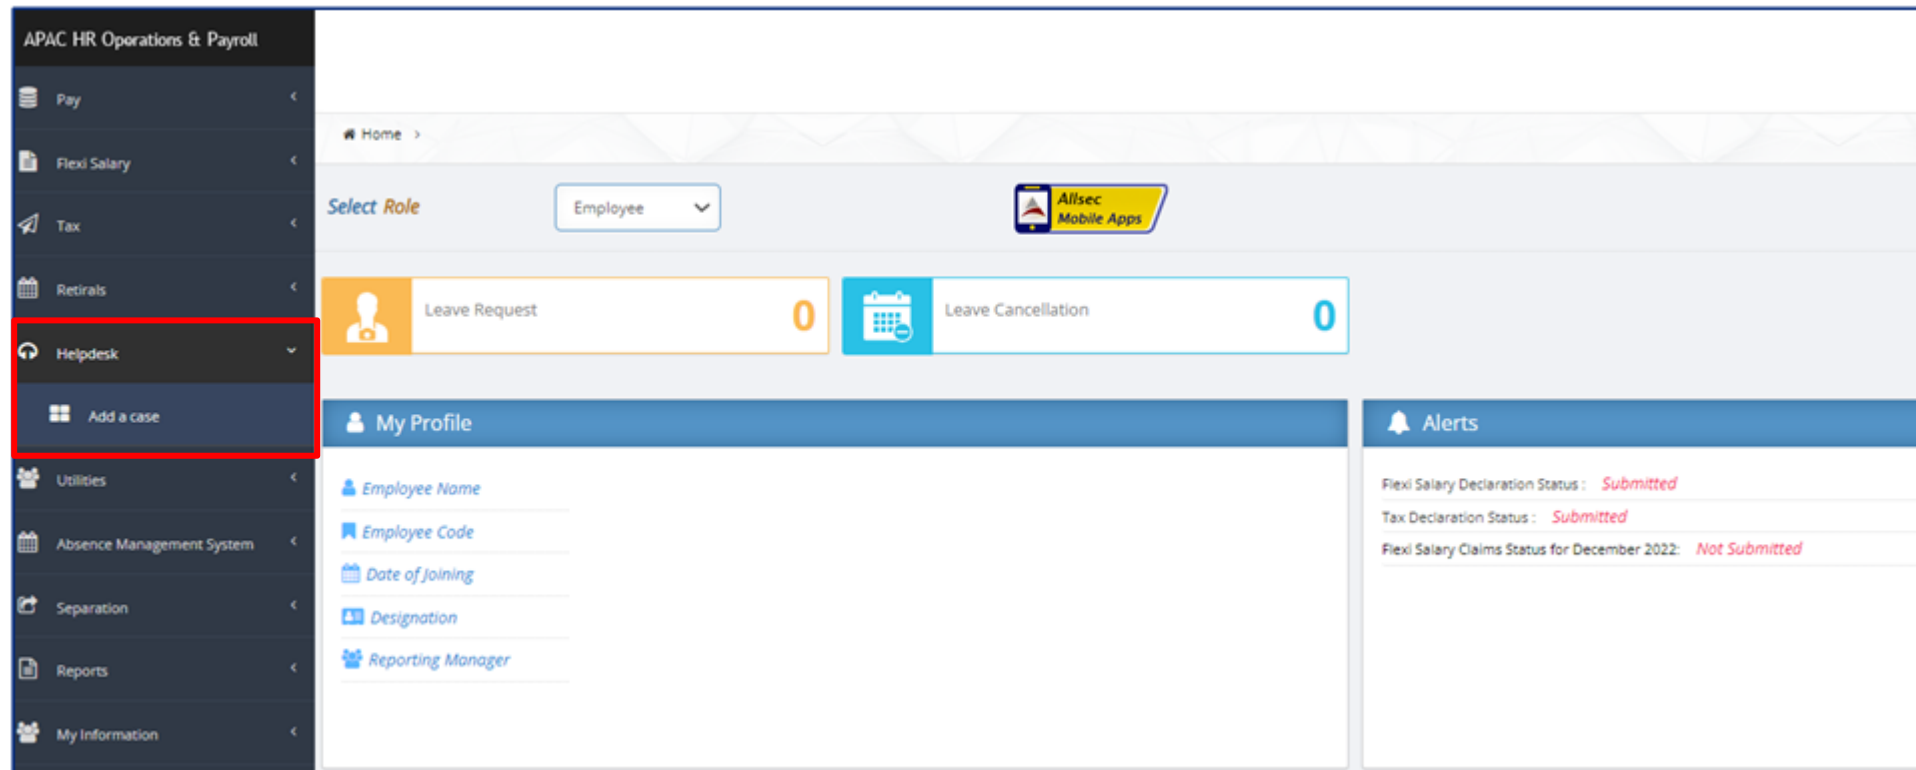 APAC HR Operations & Payroll
Pay
Flexi Salary
Tax
Retirals
Helpdesk
Add a case
Utilities
Absence Management System
Separation
Reports
My Information
Home >
Select Role
Employee
Allsec
Mobile Apps
Leave Request 0
Leave Cancellation 0
My Profile
Employee Name
Employee Code
Date of Joining
Designation
Reporting Manager
Alerts
Flexi Salary Declaration Status : Submitted
Tax Declaration Status : Submitted
Flexi Salary Claims Status for December 2022: Not Submitted